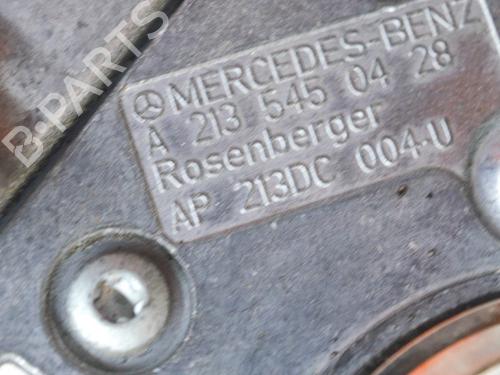 MERCEDES-BENZ
A 213 545 04 28
Rosenberger
AP 213DC 004-U
B-PARTS